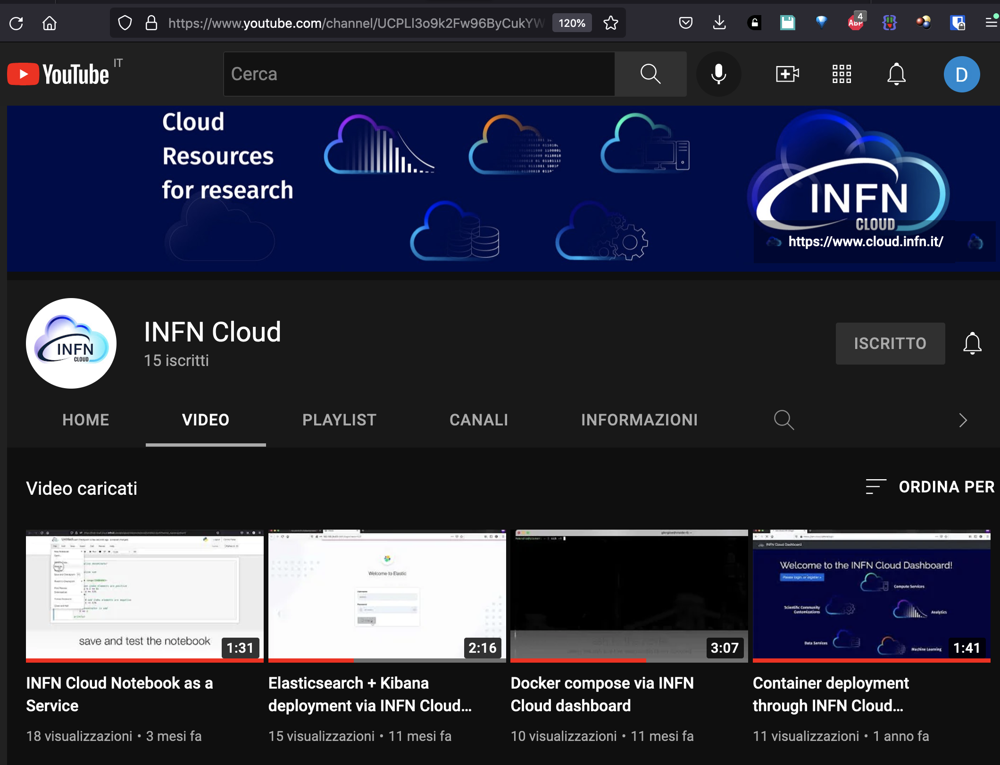 https://www.youtube.com/channel/UCPLl3o9k2Fw96ByCukYW
120%
4
ABP
YouTube IT
Cerca
D
Cloud
Resources
for research
INFN
CLOUD
https://www.cloud.infn.it/
INFN
CLOUD
INFN Cloud
15 iscritti
ISCRITTO
HOME
VIDEO
PLAYLIST
CANALI
INFORMAZIONI
Video caricati
ORDINA PER
save and test the notebook
1:31
Welcome to Elastic
2:16
3:07
INFN Cloud Dashboard
Welcome to the INFN Cloud Dashboard!
Please login, or register »
Compute Services
Scientific Community
Customizations
Analytics
Data Services
Machine Learning
1:41
INFN Cloud Notebook as a
Service
18 visualizzazioni • 3 mesi fa
Elasticsearch + Kibana
deployment via INFN Cloud...
15 visualizzazioni • 11 mesi fa
Docker compose via INFN
Cloud dashboard
10 visualizzazioni • 11 mesi fa
Container deployment
through INFN Cloud...
11 visualizzazioni • 1 anno fa